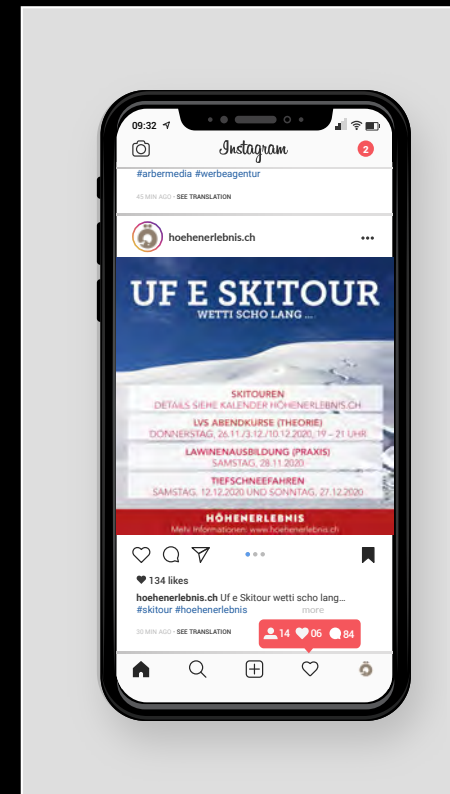 09:32
Instagram
2
#arbermedia #werbeagentur
45 MIN AGO · SEE TRANSLATION
hoehenerlebnis.ch
UF E SKITOUR
WETTI SCHO LANG ...
SKITOUREN
DETAILS SIEHE KALENDER HÖHENERLEBNIS.CH
LVS ABENDKURSE (THEORIE)
DONNERSTAG, 26.11./3.12./10.12.2020, 19 – 21 UHR
LAWINENAUSBILDUNG (PRAXIS)
SAMSTAG, 28.11.2020
TIEFSCHNEEFAHREN
SAMSTAG, 12.12.2020 UND SONNTAG, 27.12.2020
HÖHENERLEBNIS
Mehr Informationen: www.hoehenerlebnis.ch
134 likes
hoehenerlebnis.ch Uf e Skitour wetti scho lang...
#skitour #hoehenerlebnis more
30 MIN AGO · SEE TRANSLATION
14 06 84